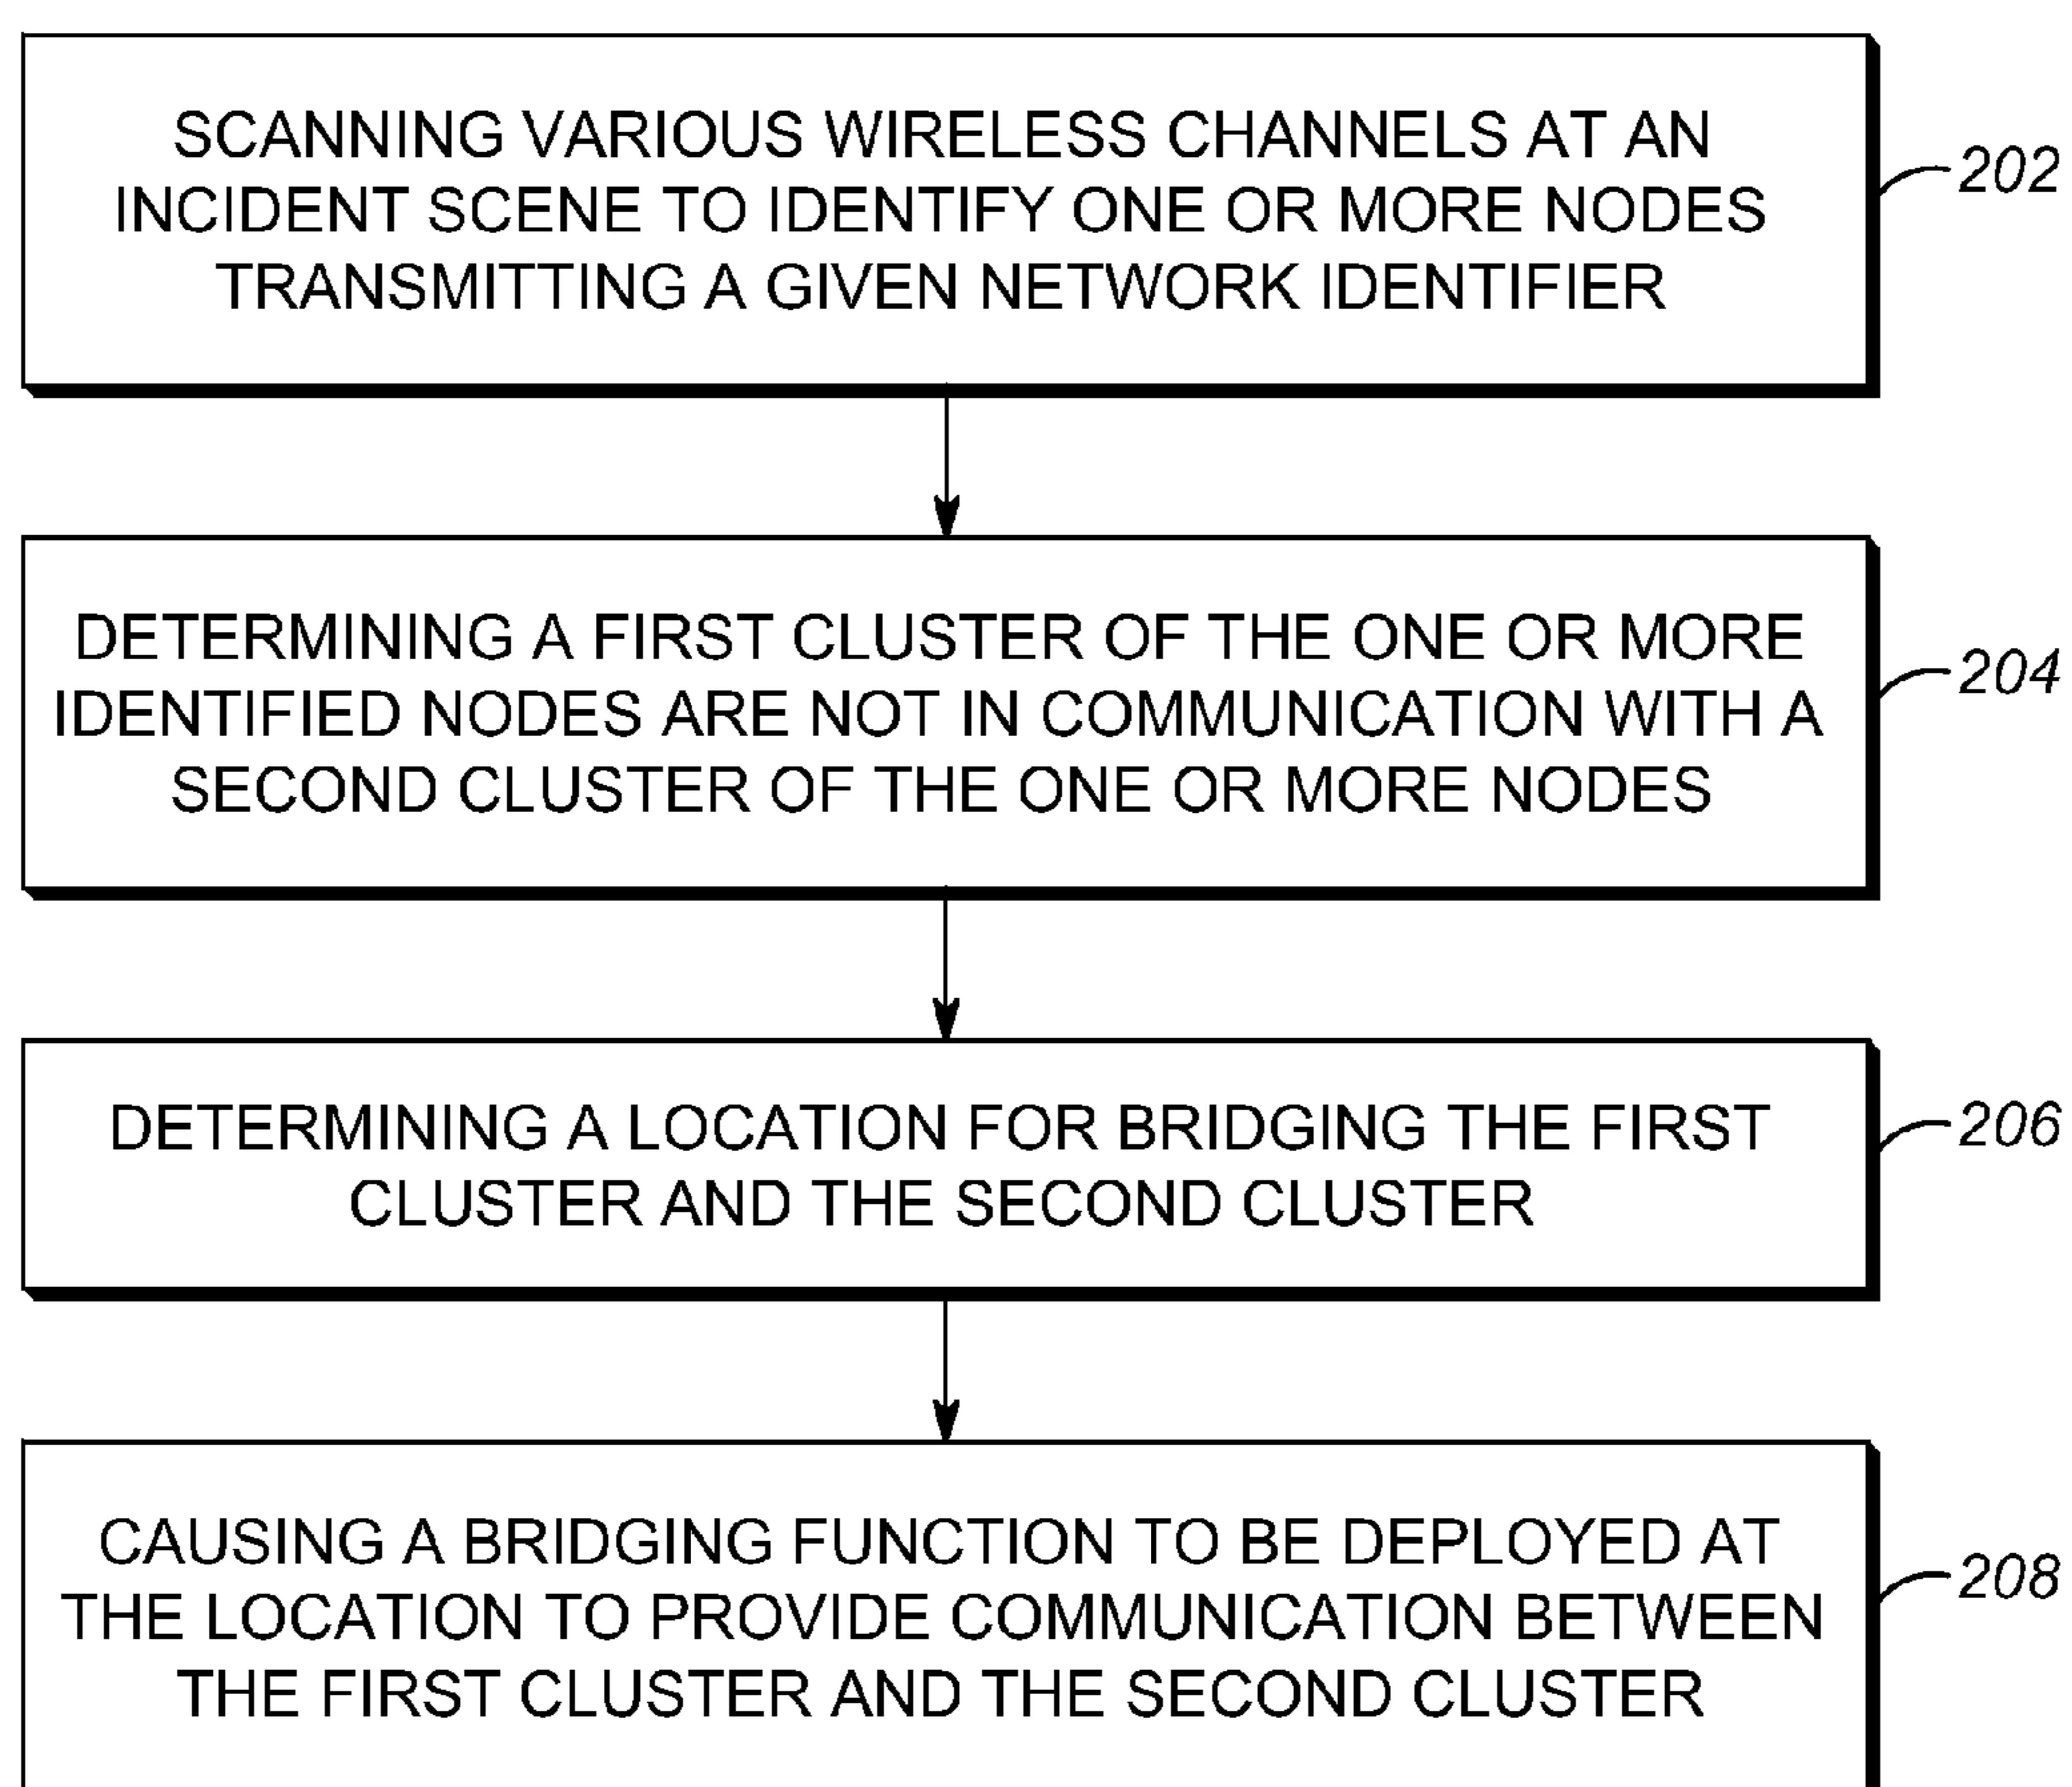 SCANNING VARIOUS WIRELESS CHANNELS AT AN
INCIDENT SCENE TO IDENTIFY ONE OR MORE NODES
TRANSMITTING A GIVEN NETWORK IDENTIFIER
202
DETERMINING A FIRST CLUSTER OF THE ONE OR MORE
IDENTIFIED NODES ARE NOT IN COMMUNICATION WITH A
SECOND CLUSTER OF THE ONE OR MORE NODES
204
DETERMINING A LOCATION FOR BRIDGING THE FIRST
CLUSTER AND THE SECOND CLUSTER
206
CAUSING A BRIDGING FUNCTION TO BE DEPLOYED AT
THE LOCATION TO PROVIDE COMMUNICATION BETWEEN
THE FIRST CLUSTER AND THE SECOND CLUSTER
208